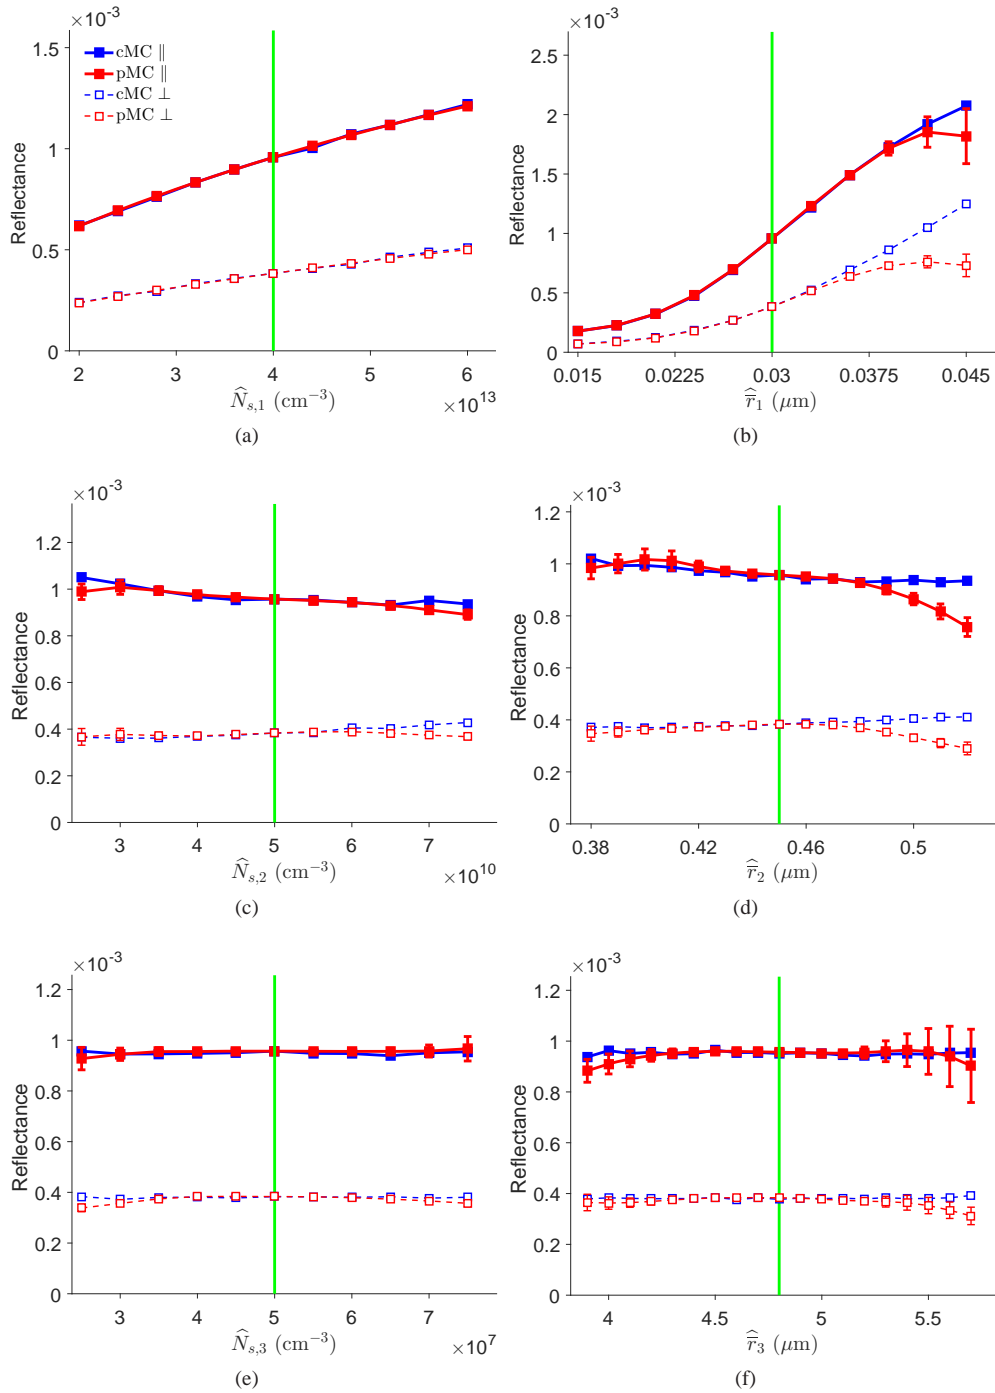 ×10⁻³
1.5
1
0.5
0
Reflectance
cMC ∥
pMC ∥
cMC ⊥
pMC ⊥
2 3 4 5 6
×10¹³
N̂ₛ,₁ (cm⁻³)
(a)
×10⁻³
2.5
2
1.5
1
0.5
0
Reflectance
0.015 0.0225 0.03 0.0375 0.045
r̄̂₁ (μm)
(b)
×10⁻³
1.2
1
0.8
0.6
0.4
0.2
0
Reflectance
3 4 5 6 7
×10¹⁰
N̂ₛ,₂ (cm⁻³)
(c)
×10⁻³
1.2
1
0.8
0.6
0.4
0.2
0
Reflectance
0.38 0.42 0.46 0.5
r̄̂₂ (μm)
(d)
×10⁻³
1.2
1
0.8
0.6
0.4
0.2
0
Reflectance
3 4 5 6 7
×10⁷
N̂ₛ,₃ (cm⁻³)
(e)
×10⁻³
1.2
1
0.8
0.6
0.4
0.2
0
Reflectance
4 4.5 5 5.5
r̄̂₃ (μm)
(f)